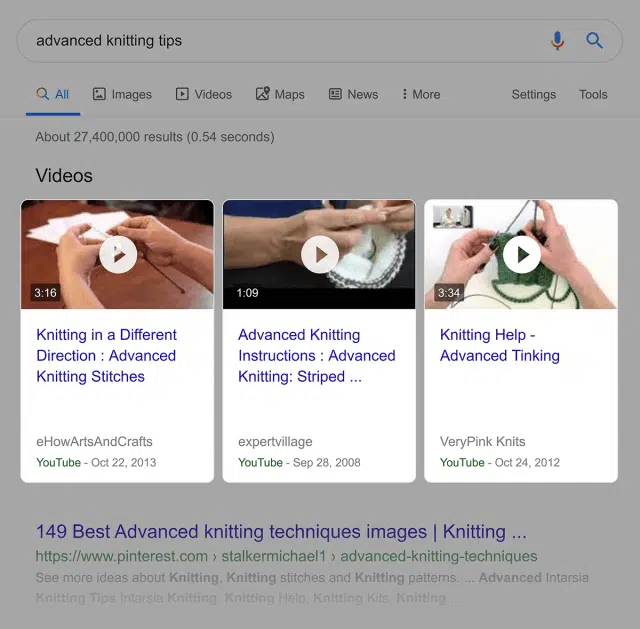 advanced knitting tips
All Images Videos Maps News More Settings Tools
About 27,400,000 results (0.54 seconds)
Videos
3:16
Knitting in a Different
Direction : Advanced
Knitting Stitches
eHowArtsAndCrafts
YouTube - Oct 22, 2013
1:09
Advanced Knitting
Instructions : Advanced
Knitting: Striped ...
expertvillage
YouTube - Sep 28, 2008
3:34
Knitting Help -
Advanced Tinking
VeryPink Knits
YouTube - Oct 24, 2012
149 Best Advanced knitting techniques images | Knitting ...
https://www.pinterest.com › stalkermichael1 › advanced-knitting-techniques
See more ideas about Knitting, Knitting stitches and Knitting patterns. ... Advanced Intarsia
Knitting Tips Intarsia Knitting, Knitting Help, Knitting Kits, Knitting ...